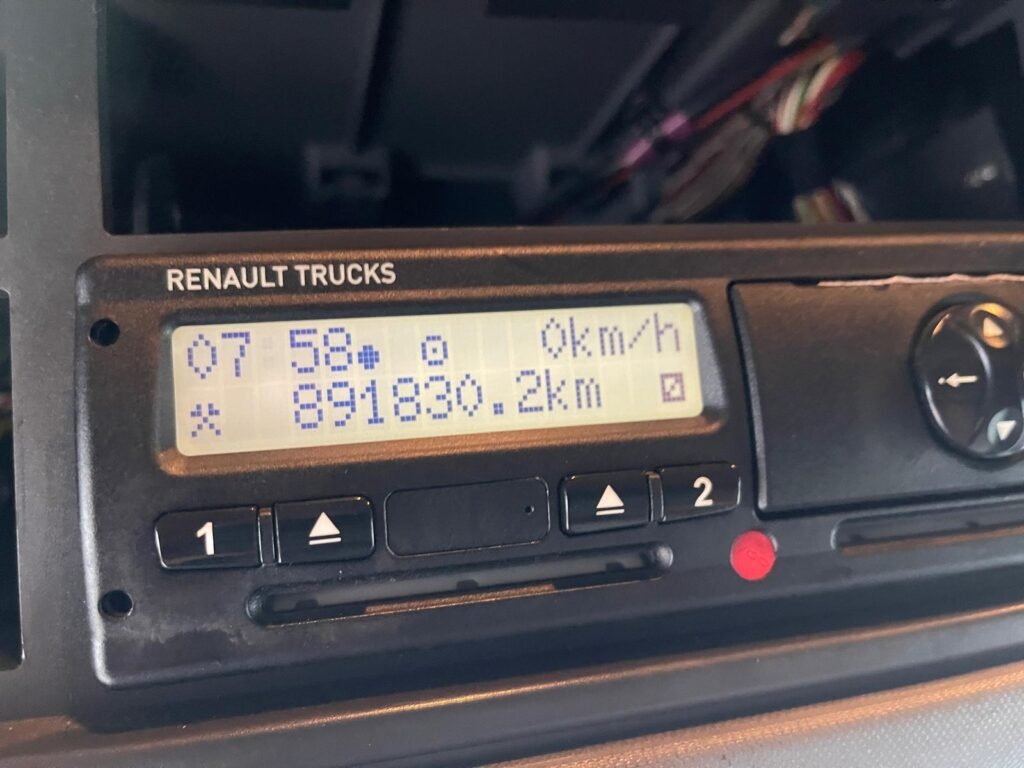 RENAULT TRUCKS
07 58 0km/h
891830.2km
1 2